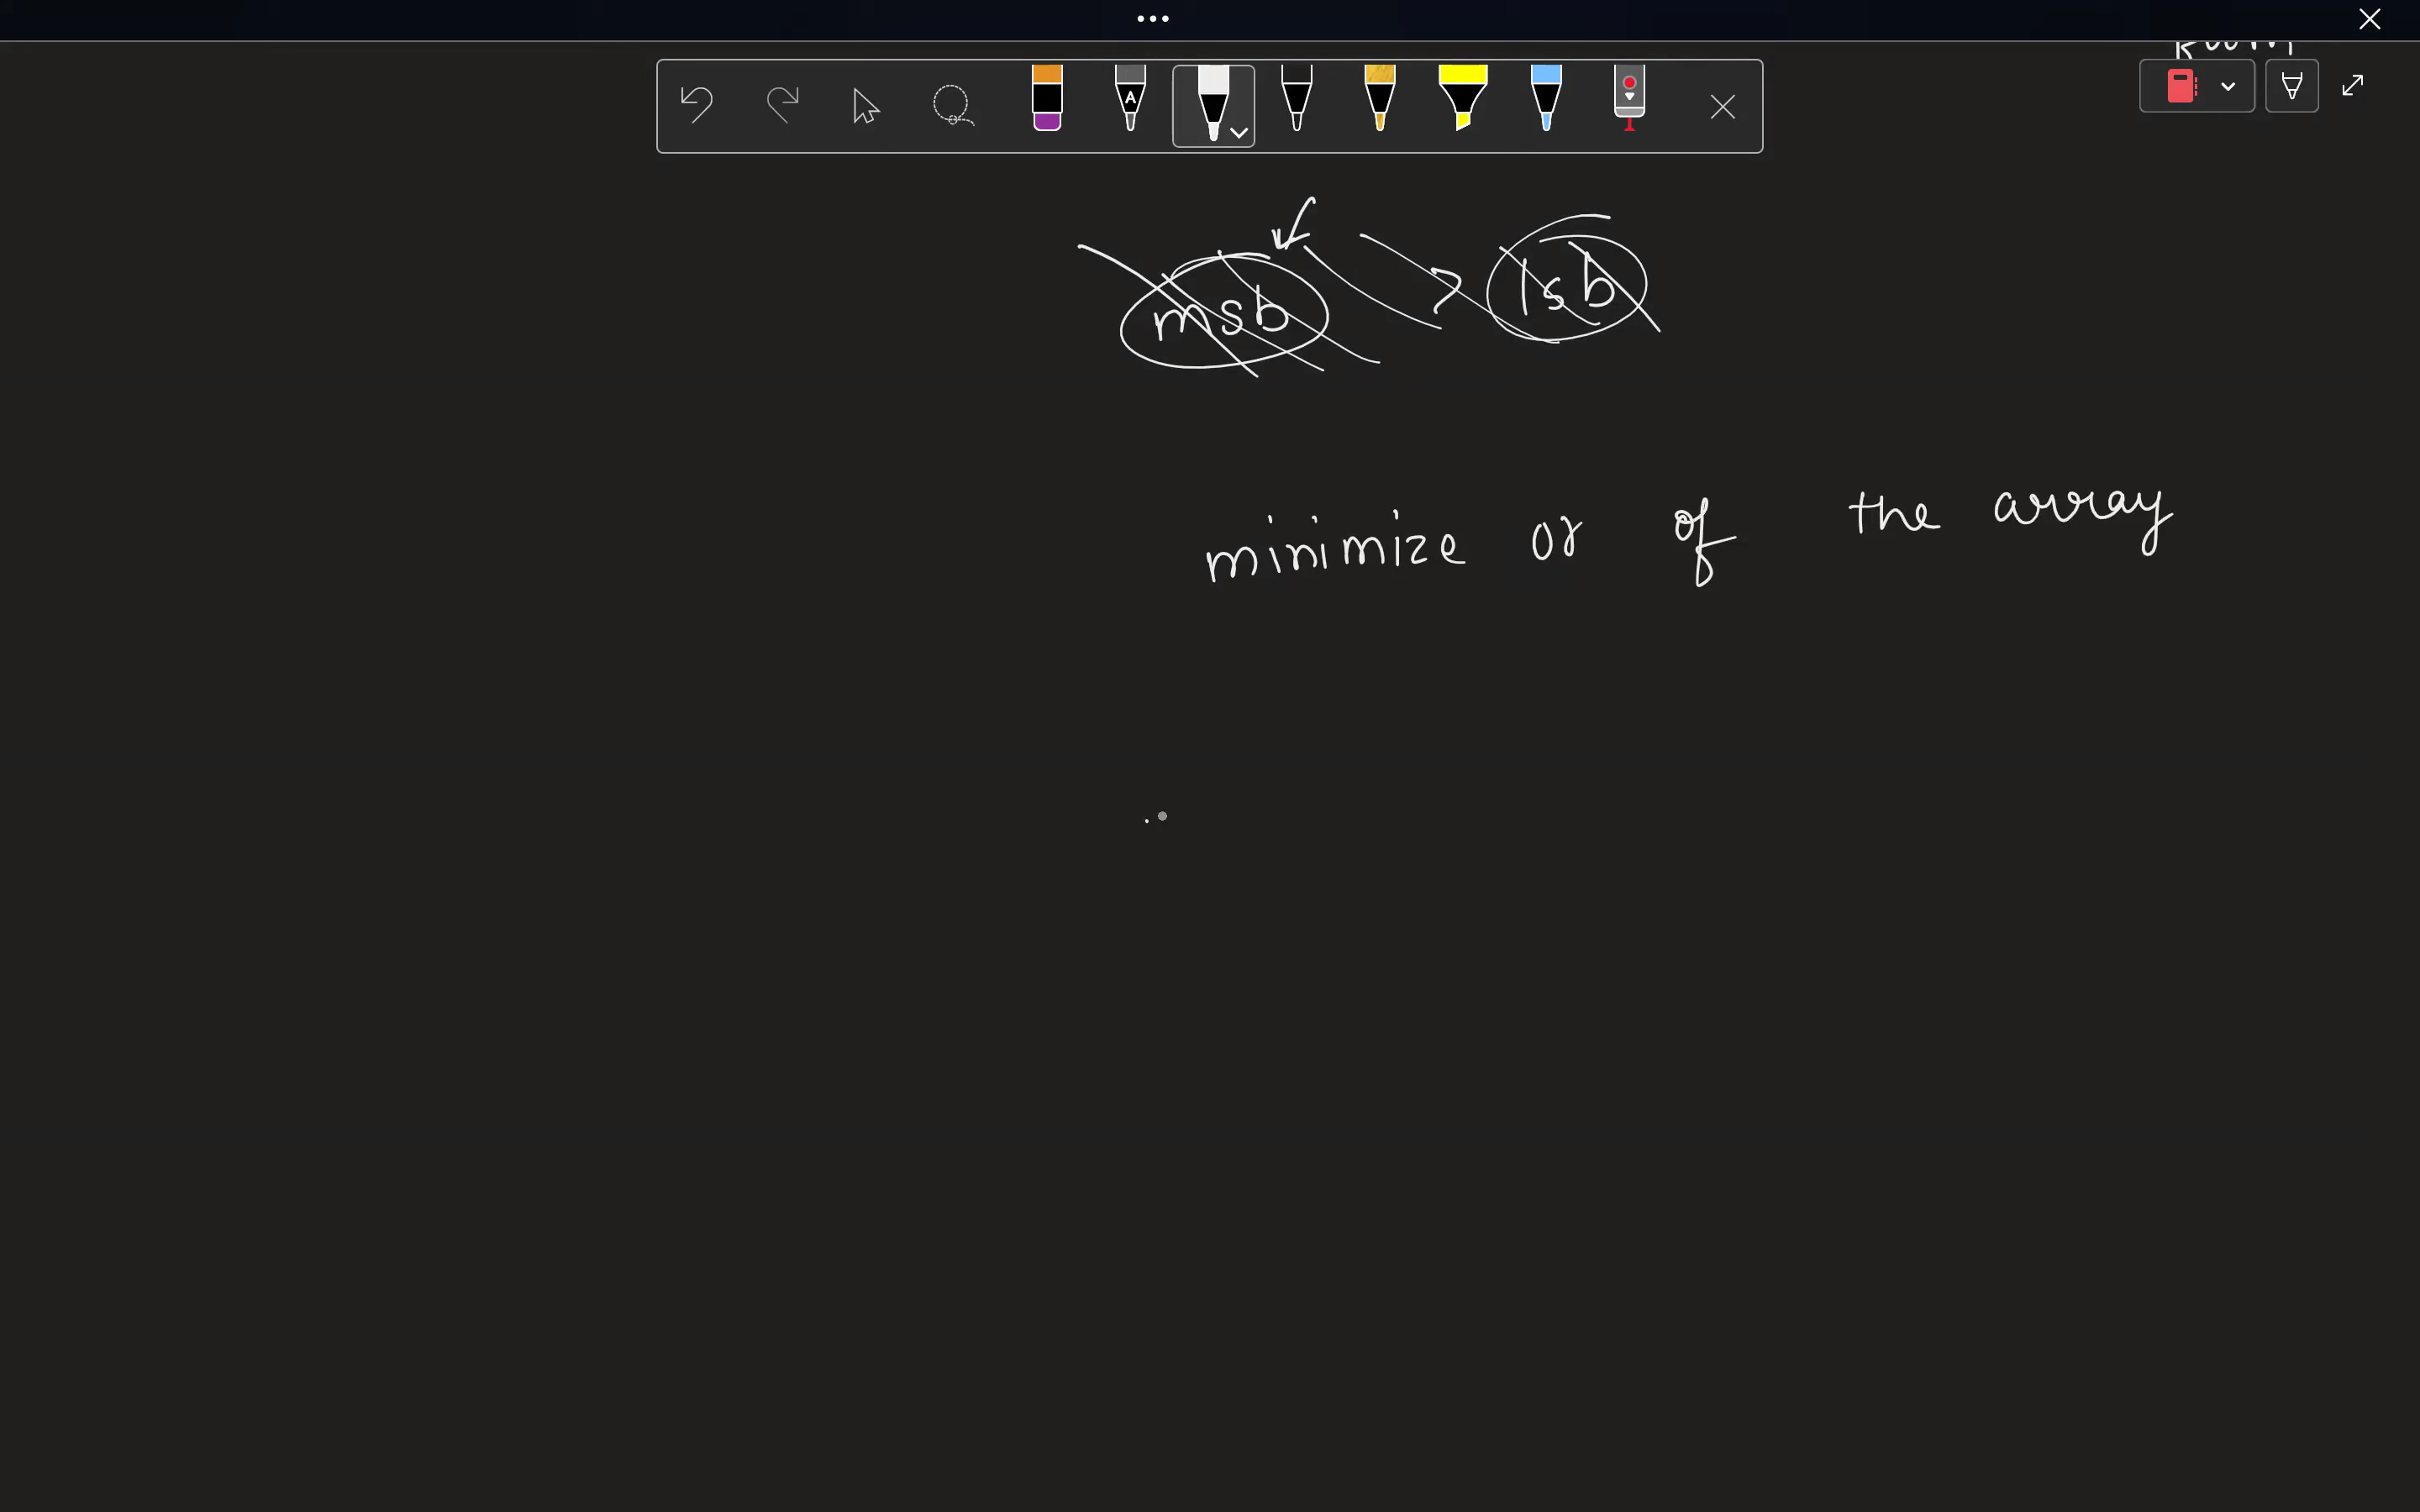 msb > lsb
minimize or of the array